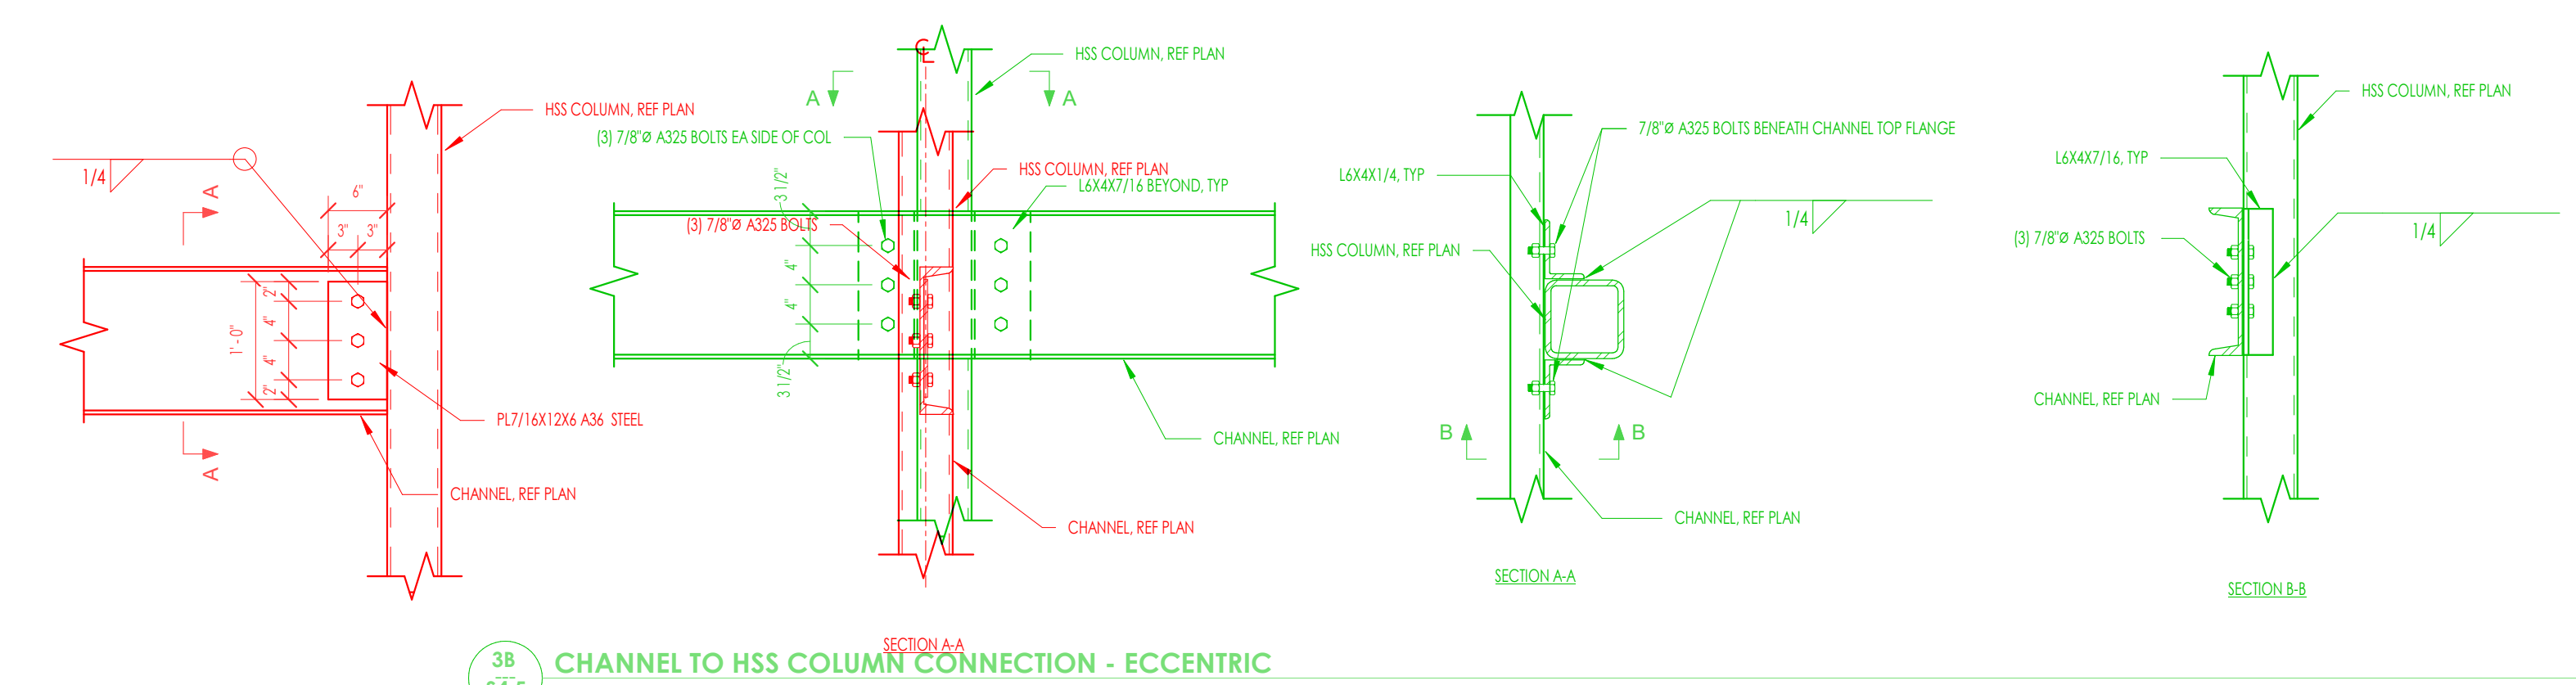 HSS COLUMN, REF PLAN
1/4
A
6"
3"
3"
2"
4"
4"
2"
1'-0"
PL7/16X12X6 A36 STEEL
A
CHANNEL, REF PLAN
℄
HSS COLUMN, REF PLAN
A
A
(3) 7/8"Ø A325 BOLTS EA SIDE OF COL
HSS COLUMN, REF PLAN
L6X4X7/16 BEYOND, TYP
3 1/2"
(3) 7/8"Ø A325 BOLTS
4"
4"
3 1/2"
CHANNEL, REF PLAN
CHANNEL, REF PLAN
SECTION A-A
7/8"Ø A325 BOLTS BENEATH CHANNEL TOP FLANGE
L6X4X1/4, TYP
1/4
HSS COLUMN, REF PLAN
B
B
CHANNEL, REF PLAN
SECTION A-A
HSS COLUMN, REF PLAN
L6X4X7/16, TYP
1/4
(3) 7/8"Ø A325 BOLTS
CHANNEL, REF PLAN
SECTION B-B
3B
CHANNEL TO HSS COLUMN CONNECTION - ECCENTRIC